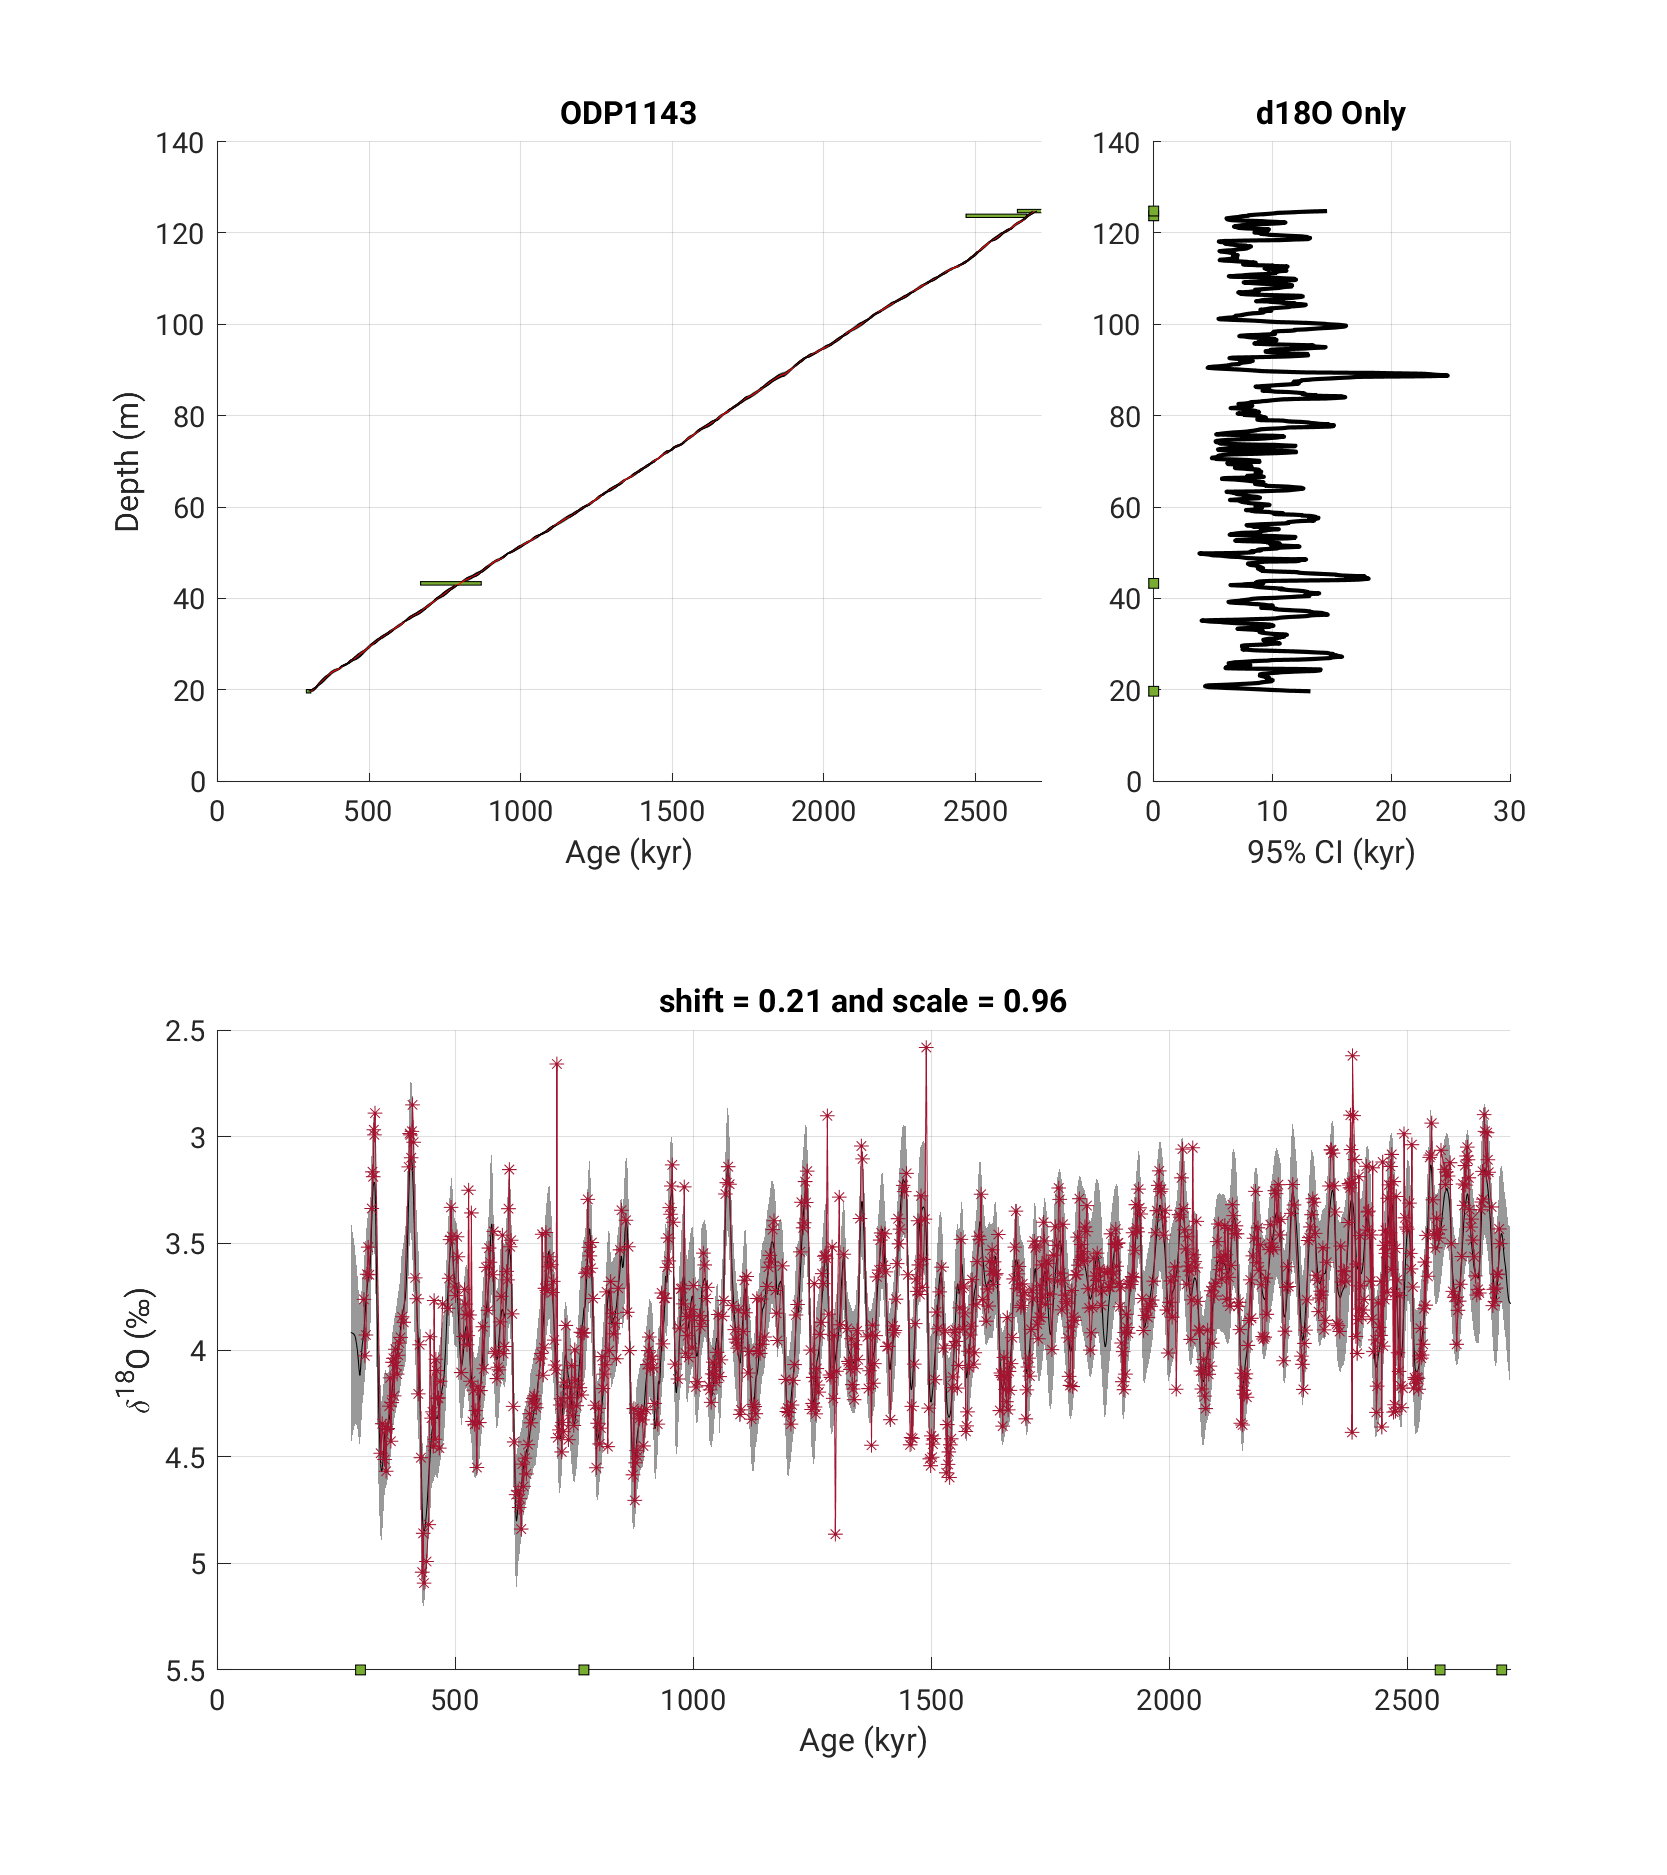 ODP1143
d18O Only
140
120
100
80
60
40
20
0
Depth (m)
0 500 1000 1500 2000 2500
Age (kyr)
140
120
100
80
60
40
20
0
0 10 20 30
95% CI (kyr)
shift = 0.21 and scale = 0.96
2.5
3
3.5
4
4.5
5
5.5
δ18O (‰)
0 500 1000 1500 2000 2500
Age (kyr)